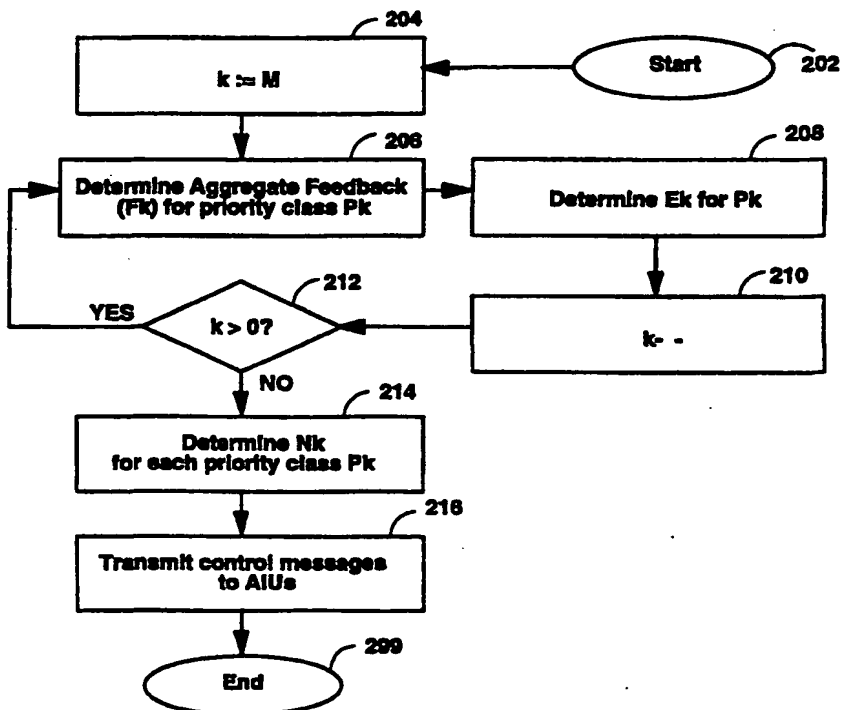 204
k := M
Start
202
206
Determine Aggregate Feedback
(Fk) for priority class Pk
208
Determine Ek for Pk
210
k- -
212
k > 0?
YES
NO
214
Determine Nk
for each priority class Pk
216
Transmit control messages
to AIUs
299
End